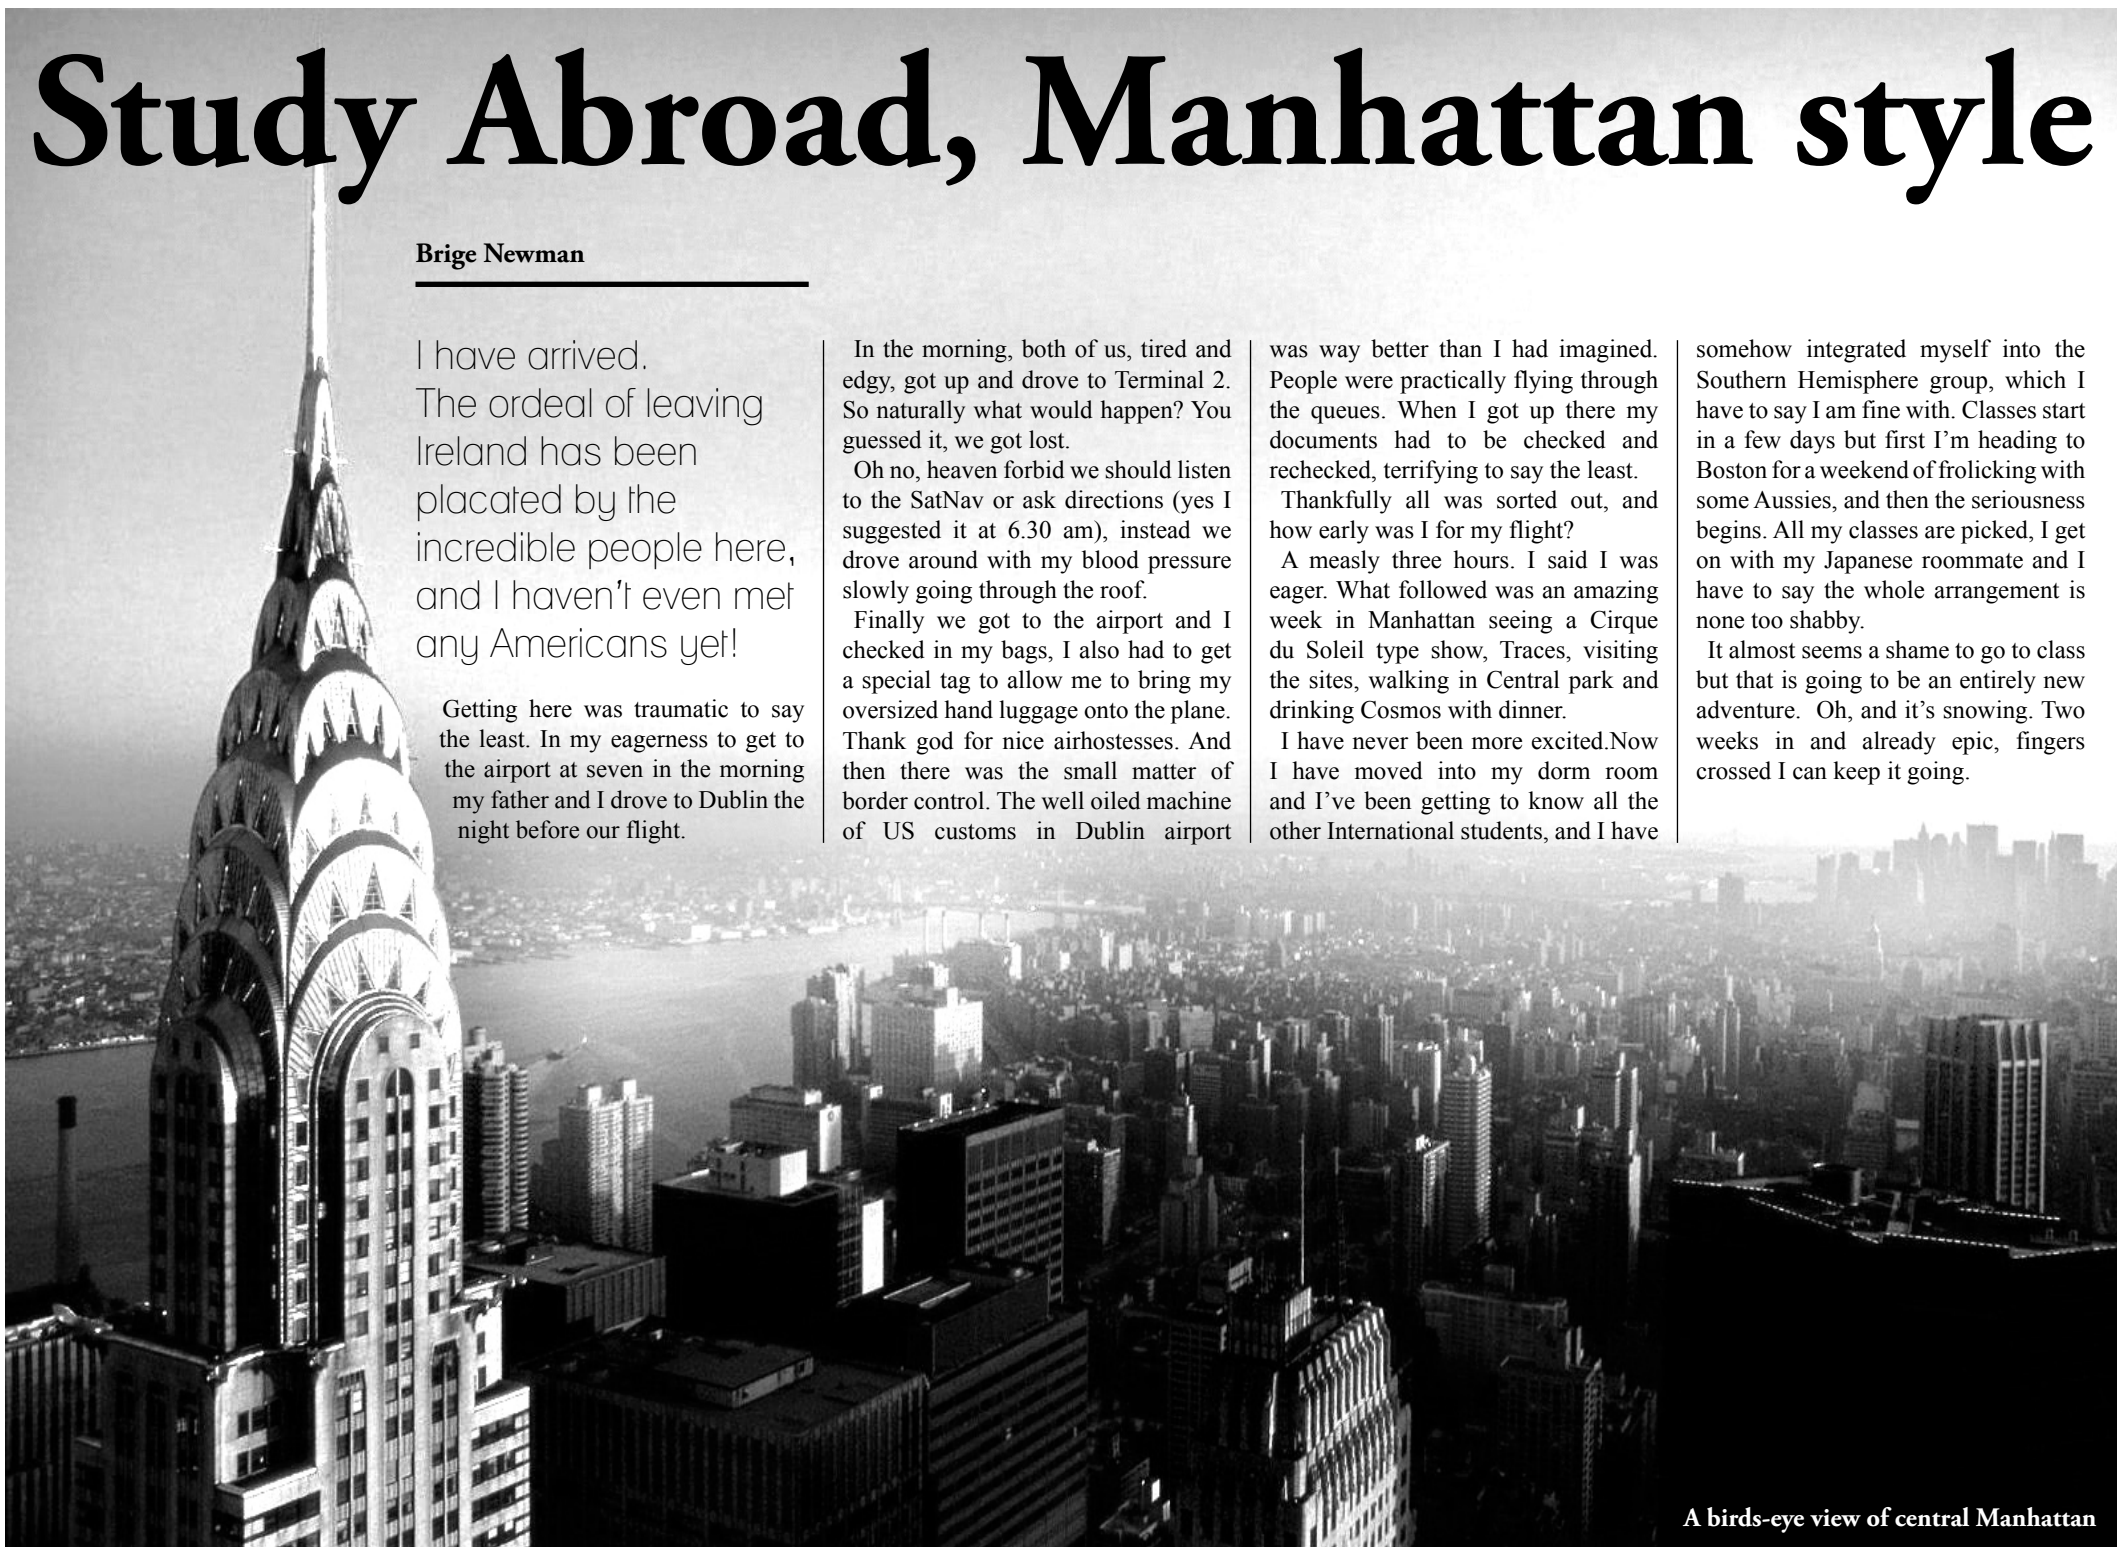 Study Abroad, Manhattan style
Brige Newman
I have arrived.
The ordeal of leaving
Ireland has been
placated by the
incredible people here,
and I haven't even met
any Americans yet!
Getting here was traumatic to say
the least. In my eagerness to get to
the airport at seven in the morning
my father and I drove to Dublin the
night before our flight.
In the morning, both of us, tired and
edgy, got up and drove to Terminal 2.
So naturally what would happen? You
guessed it, we got lost.
Oh no, heaven forbid we should listen
to the SatNav or ask directions (yes I
suggested it at 6.30 am), instead we
drove around with my blood pressure
slowly going through the roof.
Finally we got to the airport and I
checked in my bags, I also had to get
a special tag to allow me to bring my
oversized hand luggage onto the plane.
Thank god for nice airhostesses. And
then there was the small matter of
border control. The well oiled machine
of US customs in Dublin airport
was way better than I had imagined.
People were practically flying through
the queues. When I got up there my
documents had to be checked and
rechecked, terrifying to say the least.
Thankfully all was sorted out, and
how early was I for my flight?
A measly three hours. I said I was
eager. What followed was an amazing
week in Manhattan seeing a Cirque
du Soleil type show, Traces, visiting
the sites, walking in Central park and
drinking Cosmos with dinner.
I have never been more excited.Now
I have moved into my dorm room
and I've been getting to know all the
other International students, and I have
somehow integrated myself into the
Southern Hemisphere group, which I
have to say I am fine with. Classes start
in a few days but first I'm heading to
Boston for a weekend of frolicking with
some Aussies, and then the seriousness
begins. All my classes are picked, I get
on with my Japanese roommate and I
have to say the whole arrangement is
none too shabby.
It almost seems a shame to go to class
but that is going to be an entirely new
adventure.  Oh, and it's snowing. Two
weeks in and already epic, fingers
crossed I can keep it going.
A birds-eye view of central Manhattan